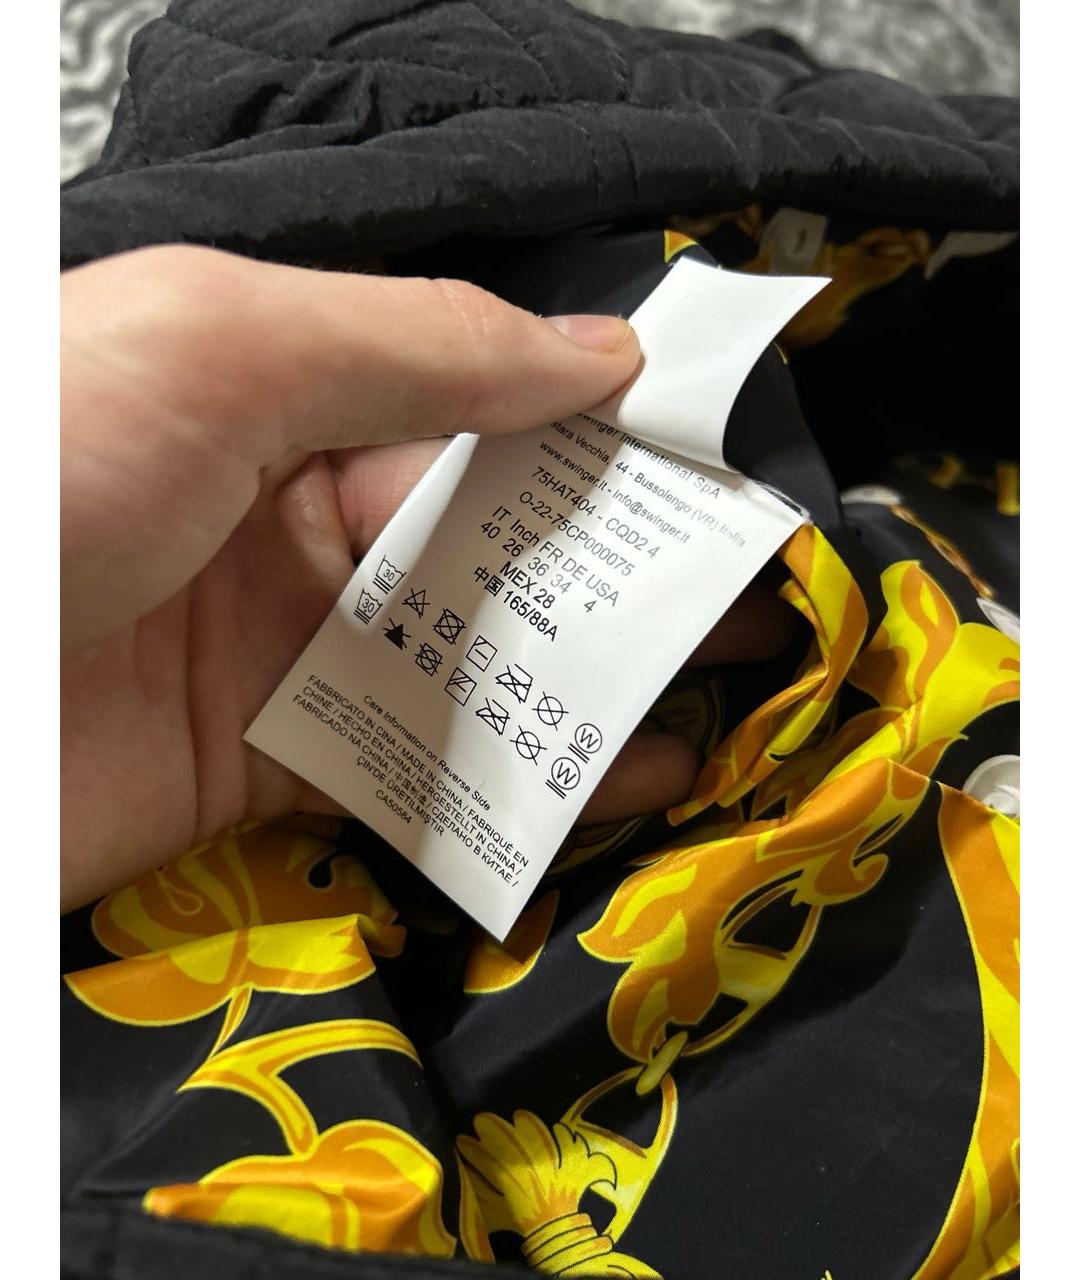 Swinger International SpA
stara Vecchia, 44 - Bussolengo (VR) Italia
www.swinger.it - Info@swinger.it
75HAT404 - CQD2 4
O-22-75CP000075
IT Inch FR DE USA
40 26 36 34 4
MEX 28
中国 165/88A
30
W
30
W
Care Information on Reverse Side
FABBRICATO IN CINA / MADE IN CHINA / FABRIQUÉ EN
CHINE / HECHO EN CHINA / HERGESTELLT IN CHINA /
FABRICADO NA CHINA / 中国制造 / СДЕЛАНО В КИТАЕ /
ÇIN'DE ÜRETILMIŞTIR
CA50584